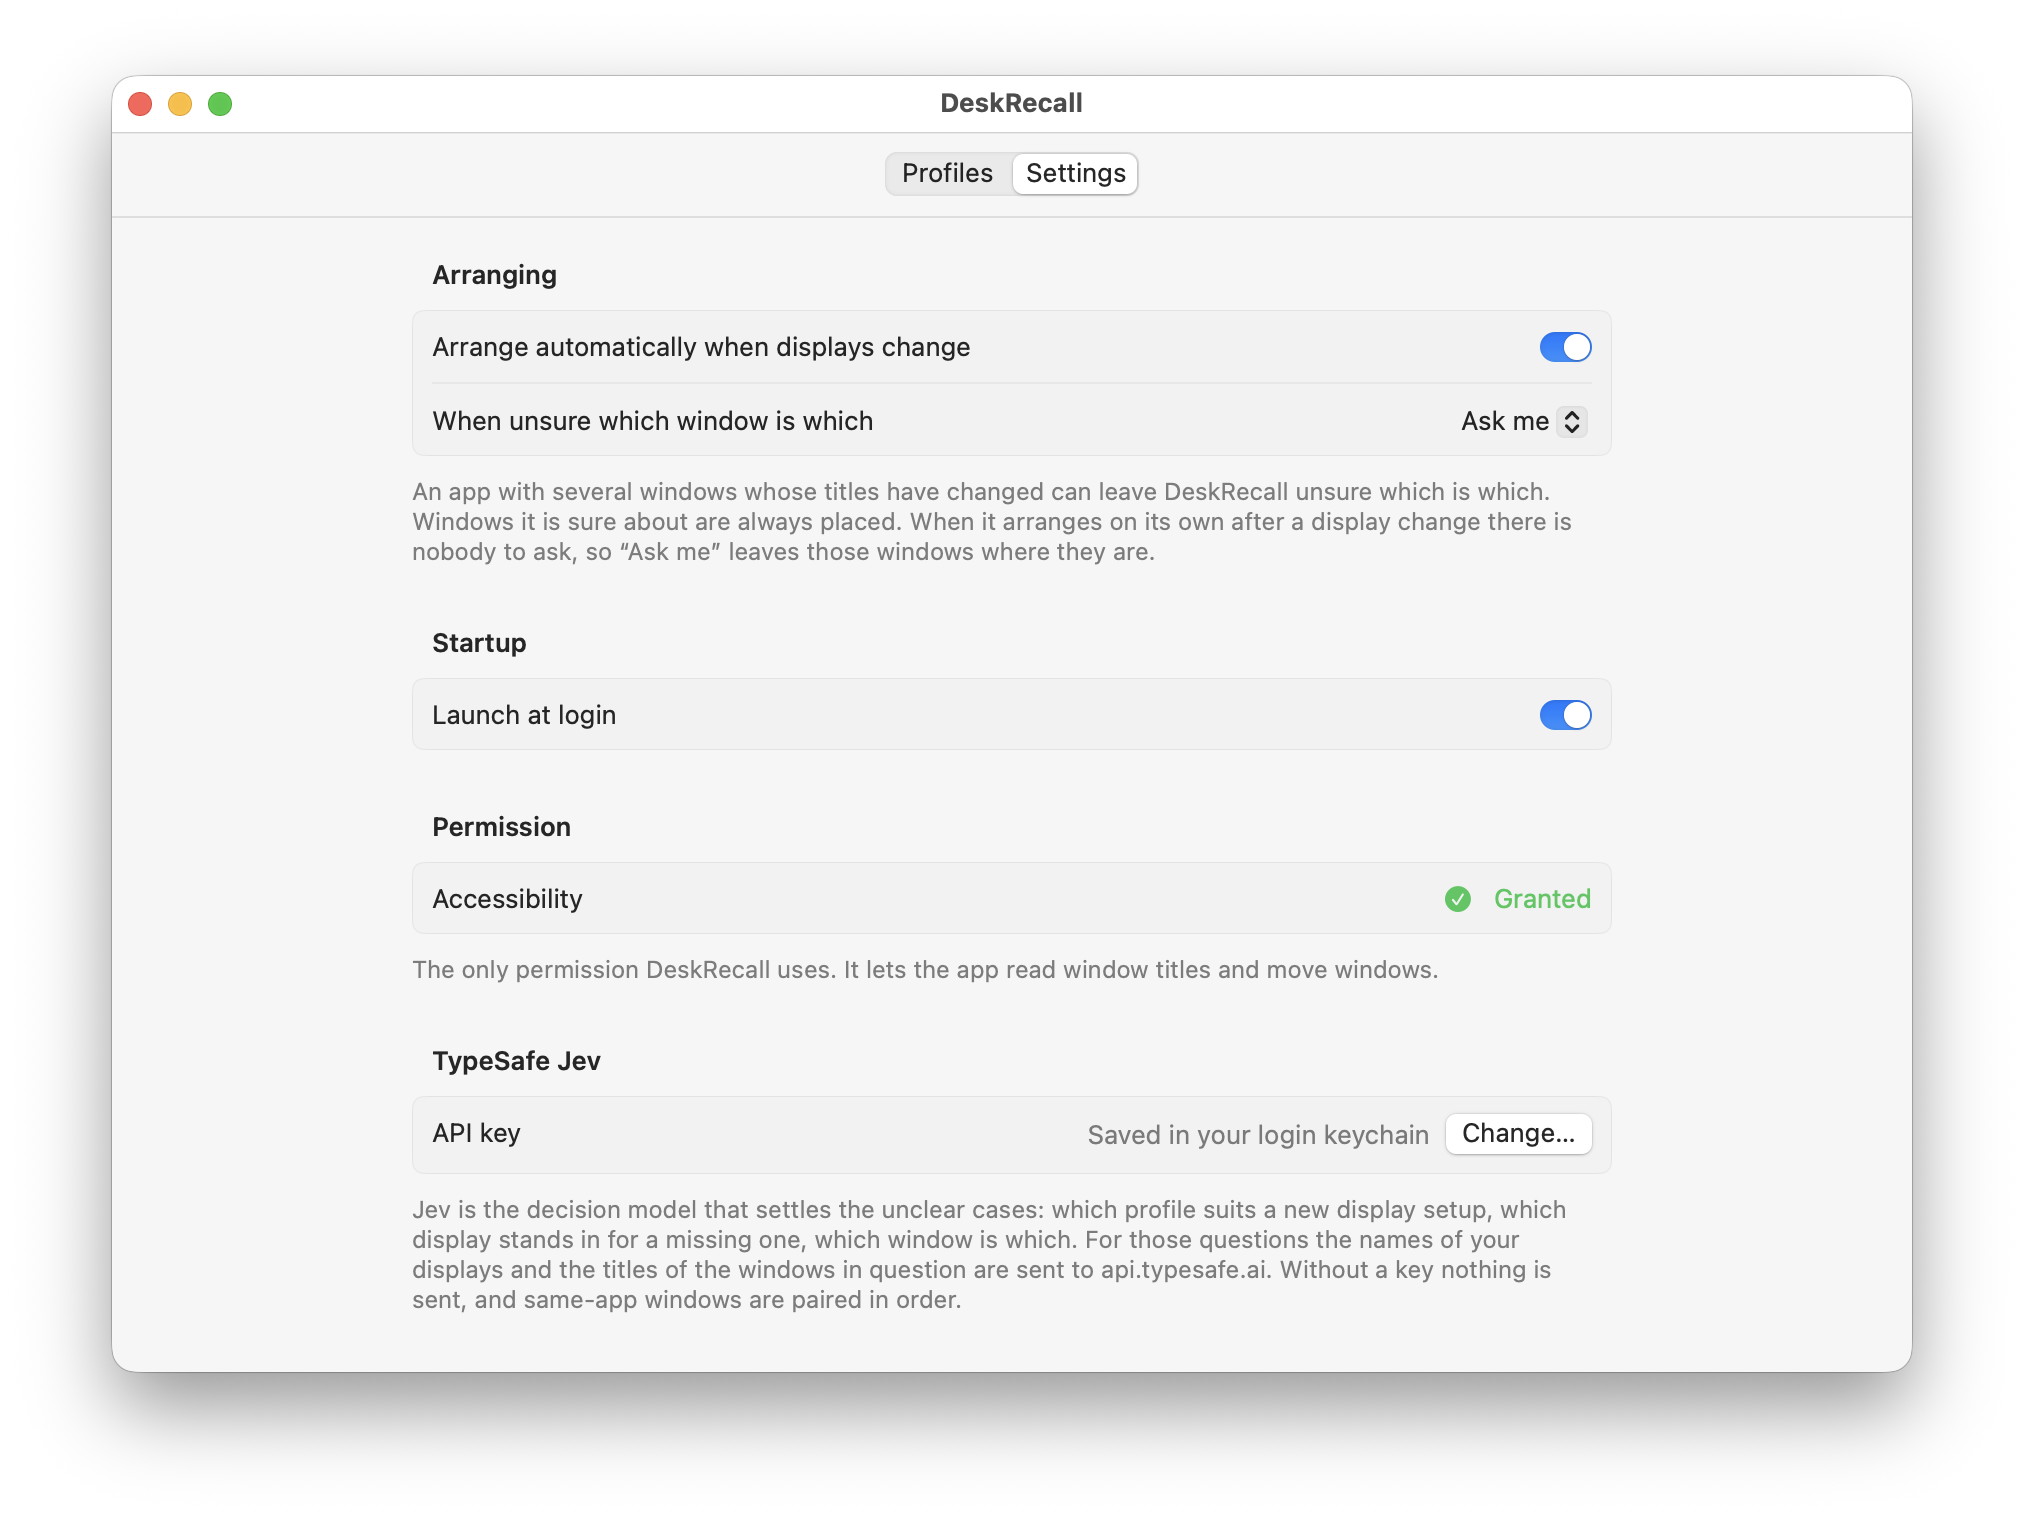 DeskRecall
Profiles
Settings
Arranging
Arrange automatically when displays change
When unsure which window is which
Ask me
An app with several windows whose titles have changed can leave DeskRecall unsure which is which.
Windows it is sure about are always placed. When it arranges on its own after a display change there is
nobody to ask, so “Ask me” leaves those windows where they are.
Startup
Launch at login
Permission
Accessibility
Granted
The only permission DeskRecall uses. It lets the app read window titles and move windows.
TypeSafe Jev
API key
Saved in your login keychain
Change...
Jev is the decision model that settles the unclear cases: which profile suits a new display setup, which
display stands in for a missing one, which window is which. For those questions the names of your
displays and the titles of the windows in question are sent to api.typesafe.ai. Without a key nothing is
sent, and same-app windows are paired in order.